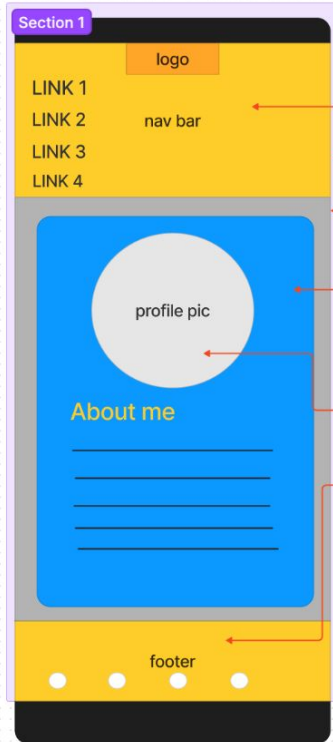 Section 1
logo
LINK 1
LINK 2
nav bar
LINK 3
LINK 4
profile pic
About me
footer